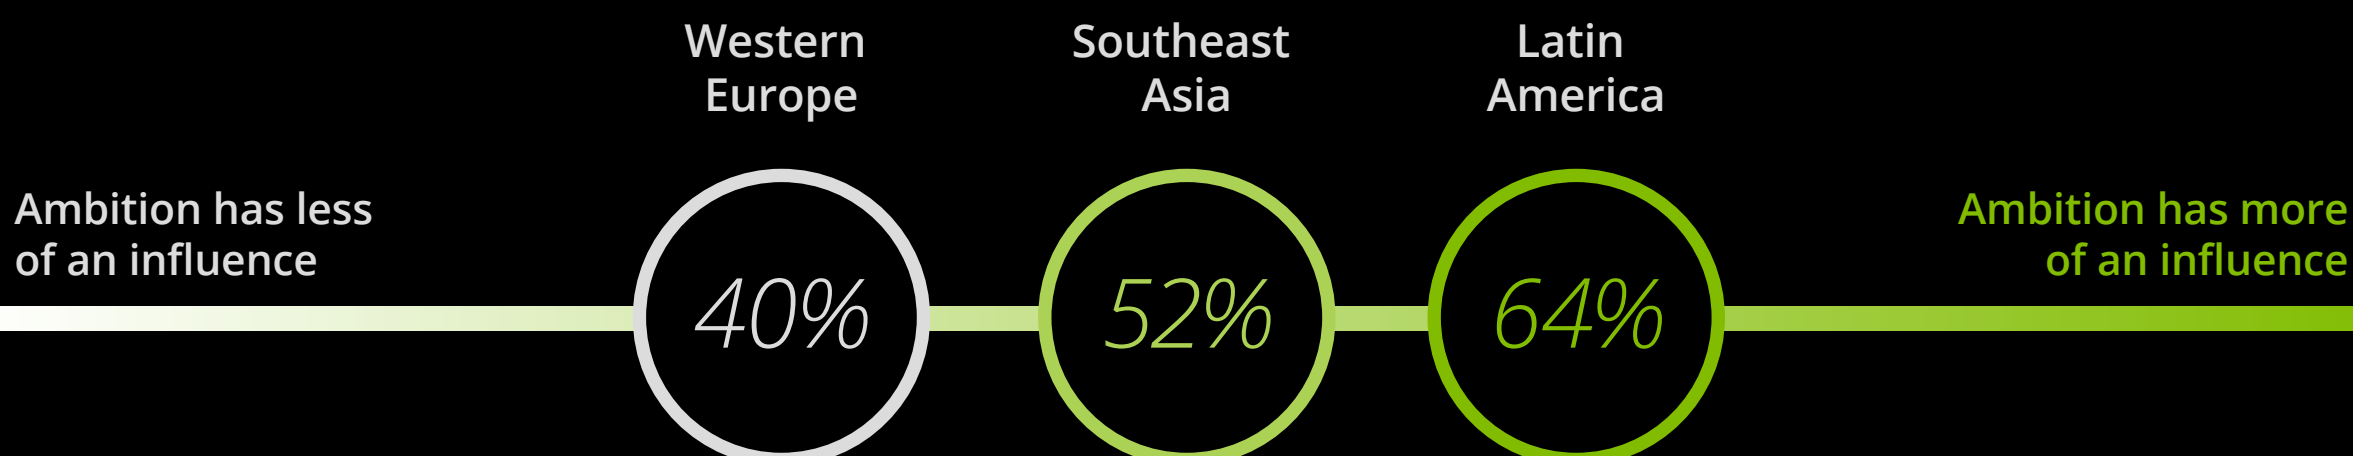 Western
Europe
Southeast
Asia
Latin
America
Ambition has less
of an influence
Ambition has more
of an influence
40%
52%
64%